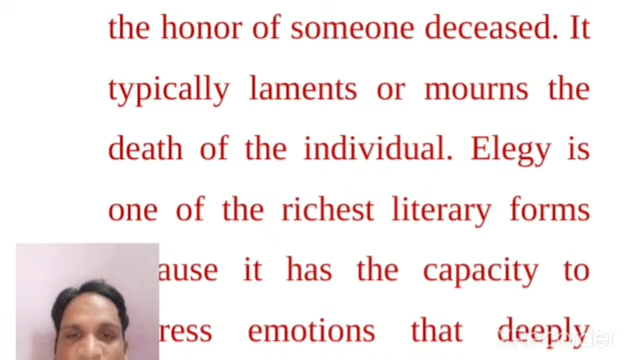 the honor of someone deceased. It
typically laments or mourns the
death of the individual. Elegy is
one of the richest literary forms
ause it has the capacity to
ress emotions that deeply